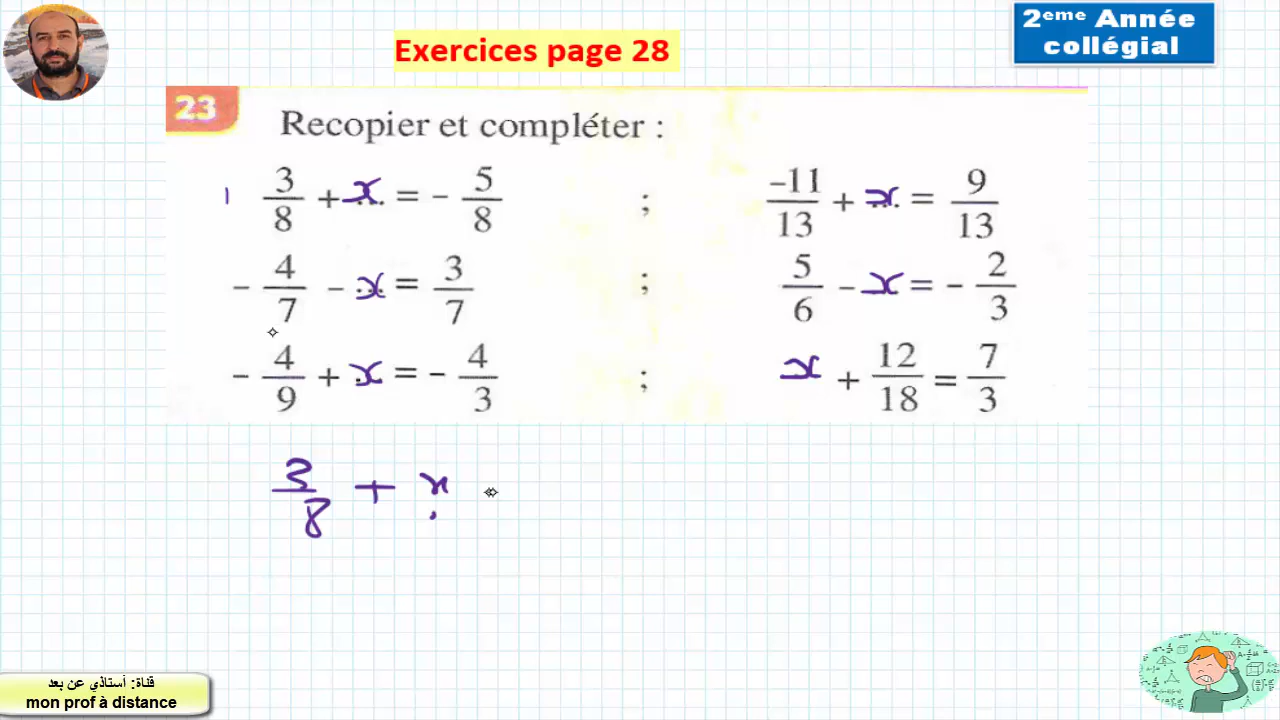 2eme Année
collégial
Exercices page 28
23 Recopier et compléter :
1 3/8 + x = - 5/8 ; -11/13 + x = 9/13
- 4/7 - x = 3/7 ; 5/6 - x = - 2/3
- 4/9 + x = - 4/3 ; x + 12/18 = 7/3
3/8 + x
قناة: أستاذي عن بعد
mon prof à distance